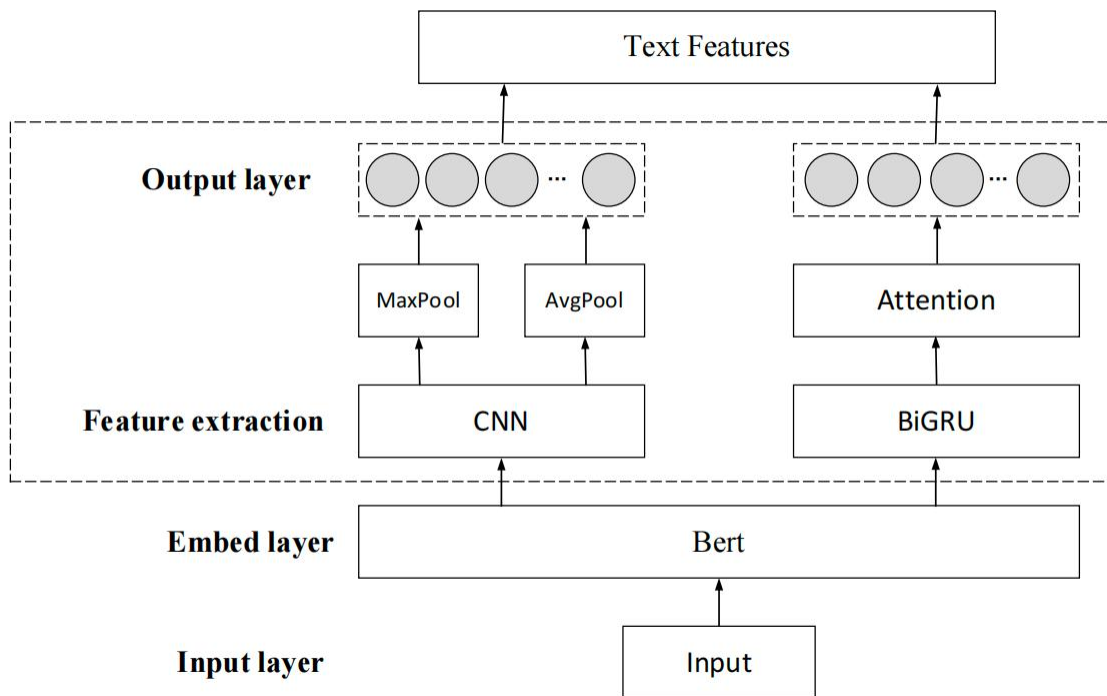 Text Features
Output layer
... ...
MaxPool AvgPool Attention
Feature extraction CNN BiGRU
Embed layer Bert
Input layer Input